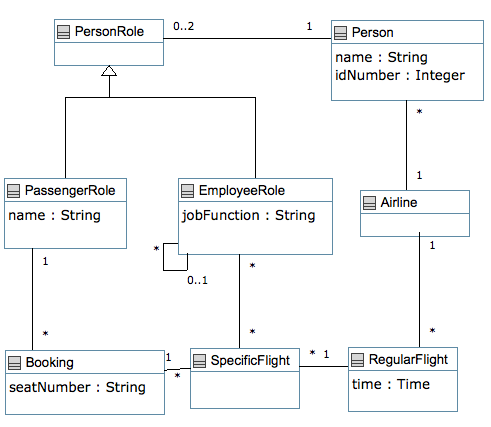 PersonRole
0..2
1
Person
name : String
idNumber : Integer
*
1
PassengerRole
name : String
EmployeeRole
jobFunction : String
Airline
*
0..1
1
*
1
*
*
*
Booking
seatNumber : String
1
*
SpecificFlight
*
1
RegularFlight
time : Time